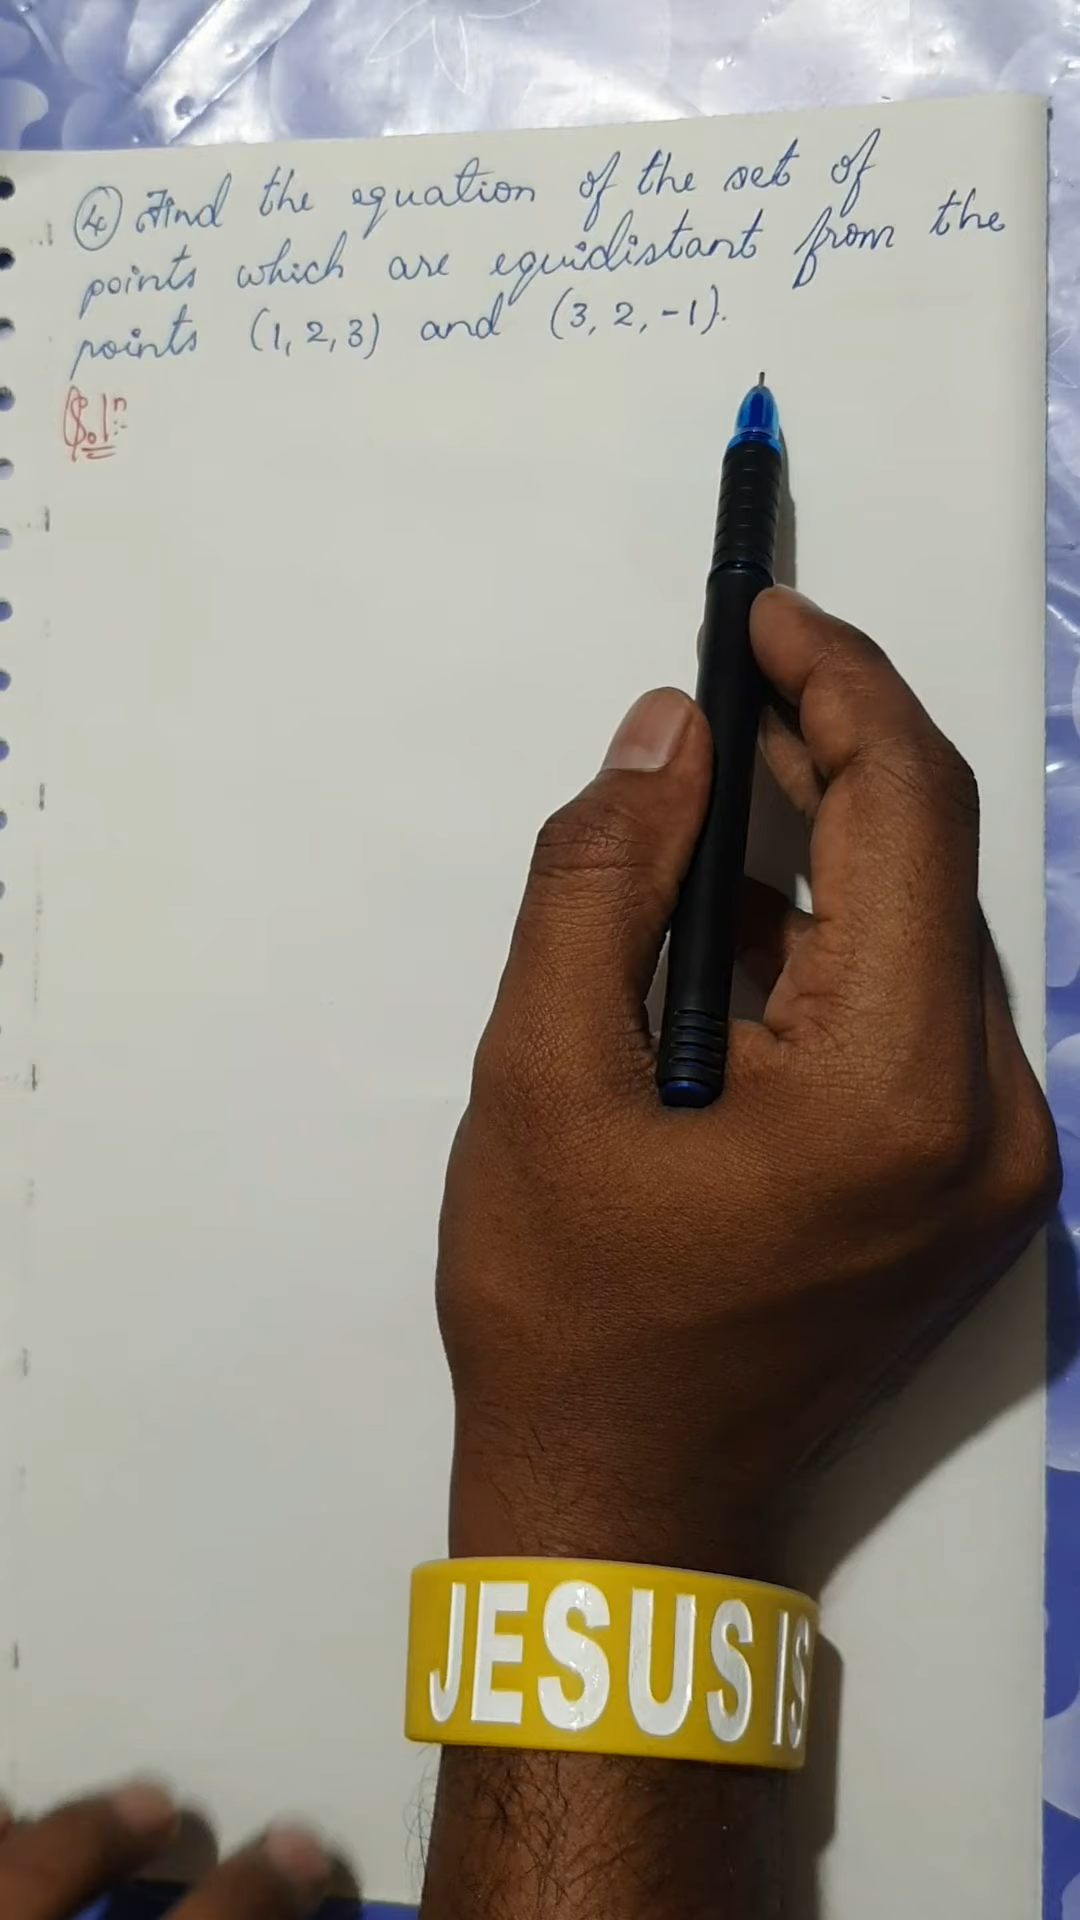 ④ Find the equation of the set of
points which are equidistant from the
points (1, 2, 3) and (3, 2, -1).
Solⁿ:-
JESUS IS